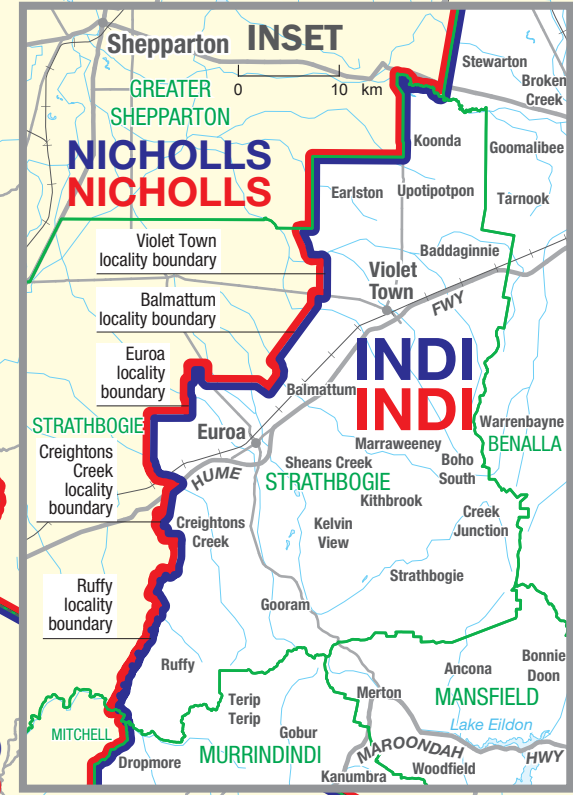 Shepparton INSET
Stewarton
Broken
Creek
GREATER
SHEPPARTON
0 10 km
Koonda
Goomalibee
NICHOLLS
NICHOLLS
Earlston
Upotipotpon
Tarnook
Violet Town
locality boundary
Baddaginnie
Violet
Town
FWY
Balmattum
locality boundary
Euroa
locality
boundary
INDI
INDI
Balmattum
STRATHBOGIE
Euroa
Warrenbayne
BENALLA
Marraweeney
Creightons
Creek
locality
boundary
HUME
Sheans Creek
STRATHBOGIE
Boho
South
Kithbrook
Creightons
Creek
Kelvin
View
Creek
Junction
Strathbogie
Ruffy
locality
boundary
Gooram
Ruffy
Ancona
Bonnie
Doon
Merton
MANSFIELD
Terip
Terip
Lake Eildon
MITCHELL
Gobur
MURRINDINDI
MAROONDAH
HWY
Dropmore
Woodfield
Kanumbra